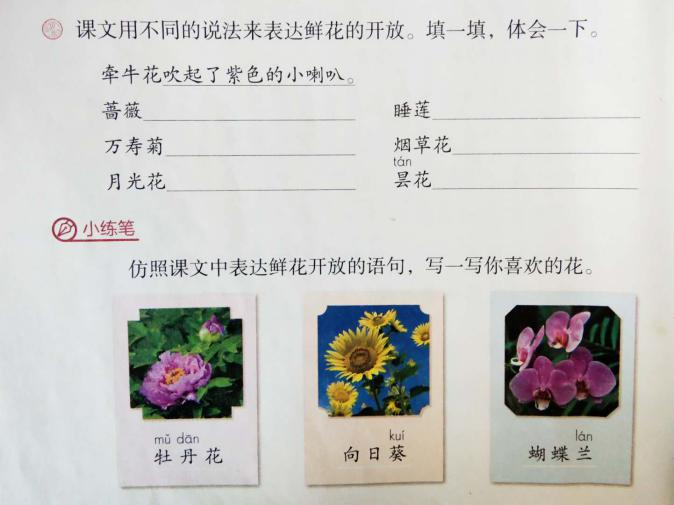 课文用不同的说法来表达鲜花的开放。填一填，体会一下。
牵牛花吹起了紫色的小喇叭。
蔷薇 睡莲
万寿菊 烟草花
tán
月光花 昙花
小练笔
仿照课文中表达鲜花开放的语句，写一写你喜欢的花。
mǔ dān kuí lán
牡丹花 向日葵 蝴蝶兰